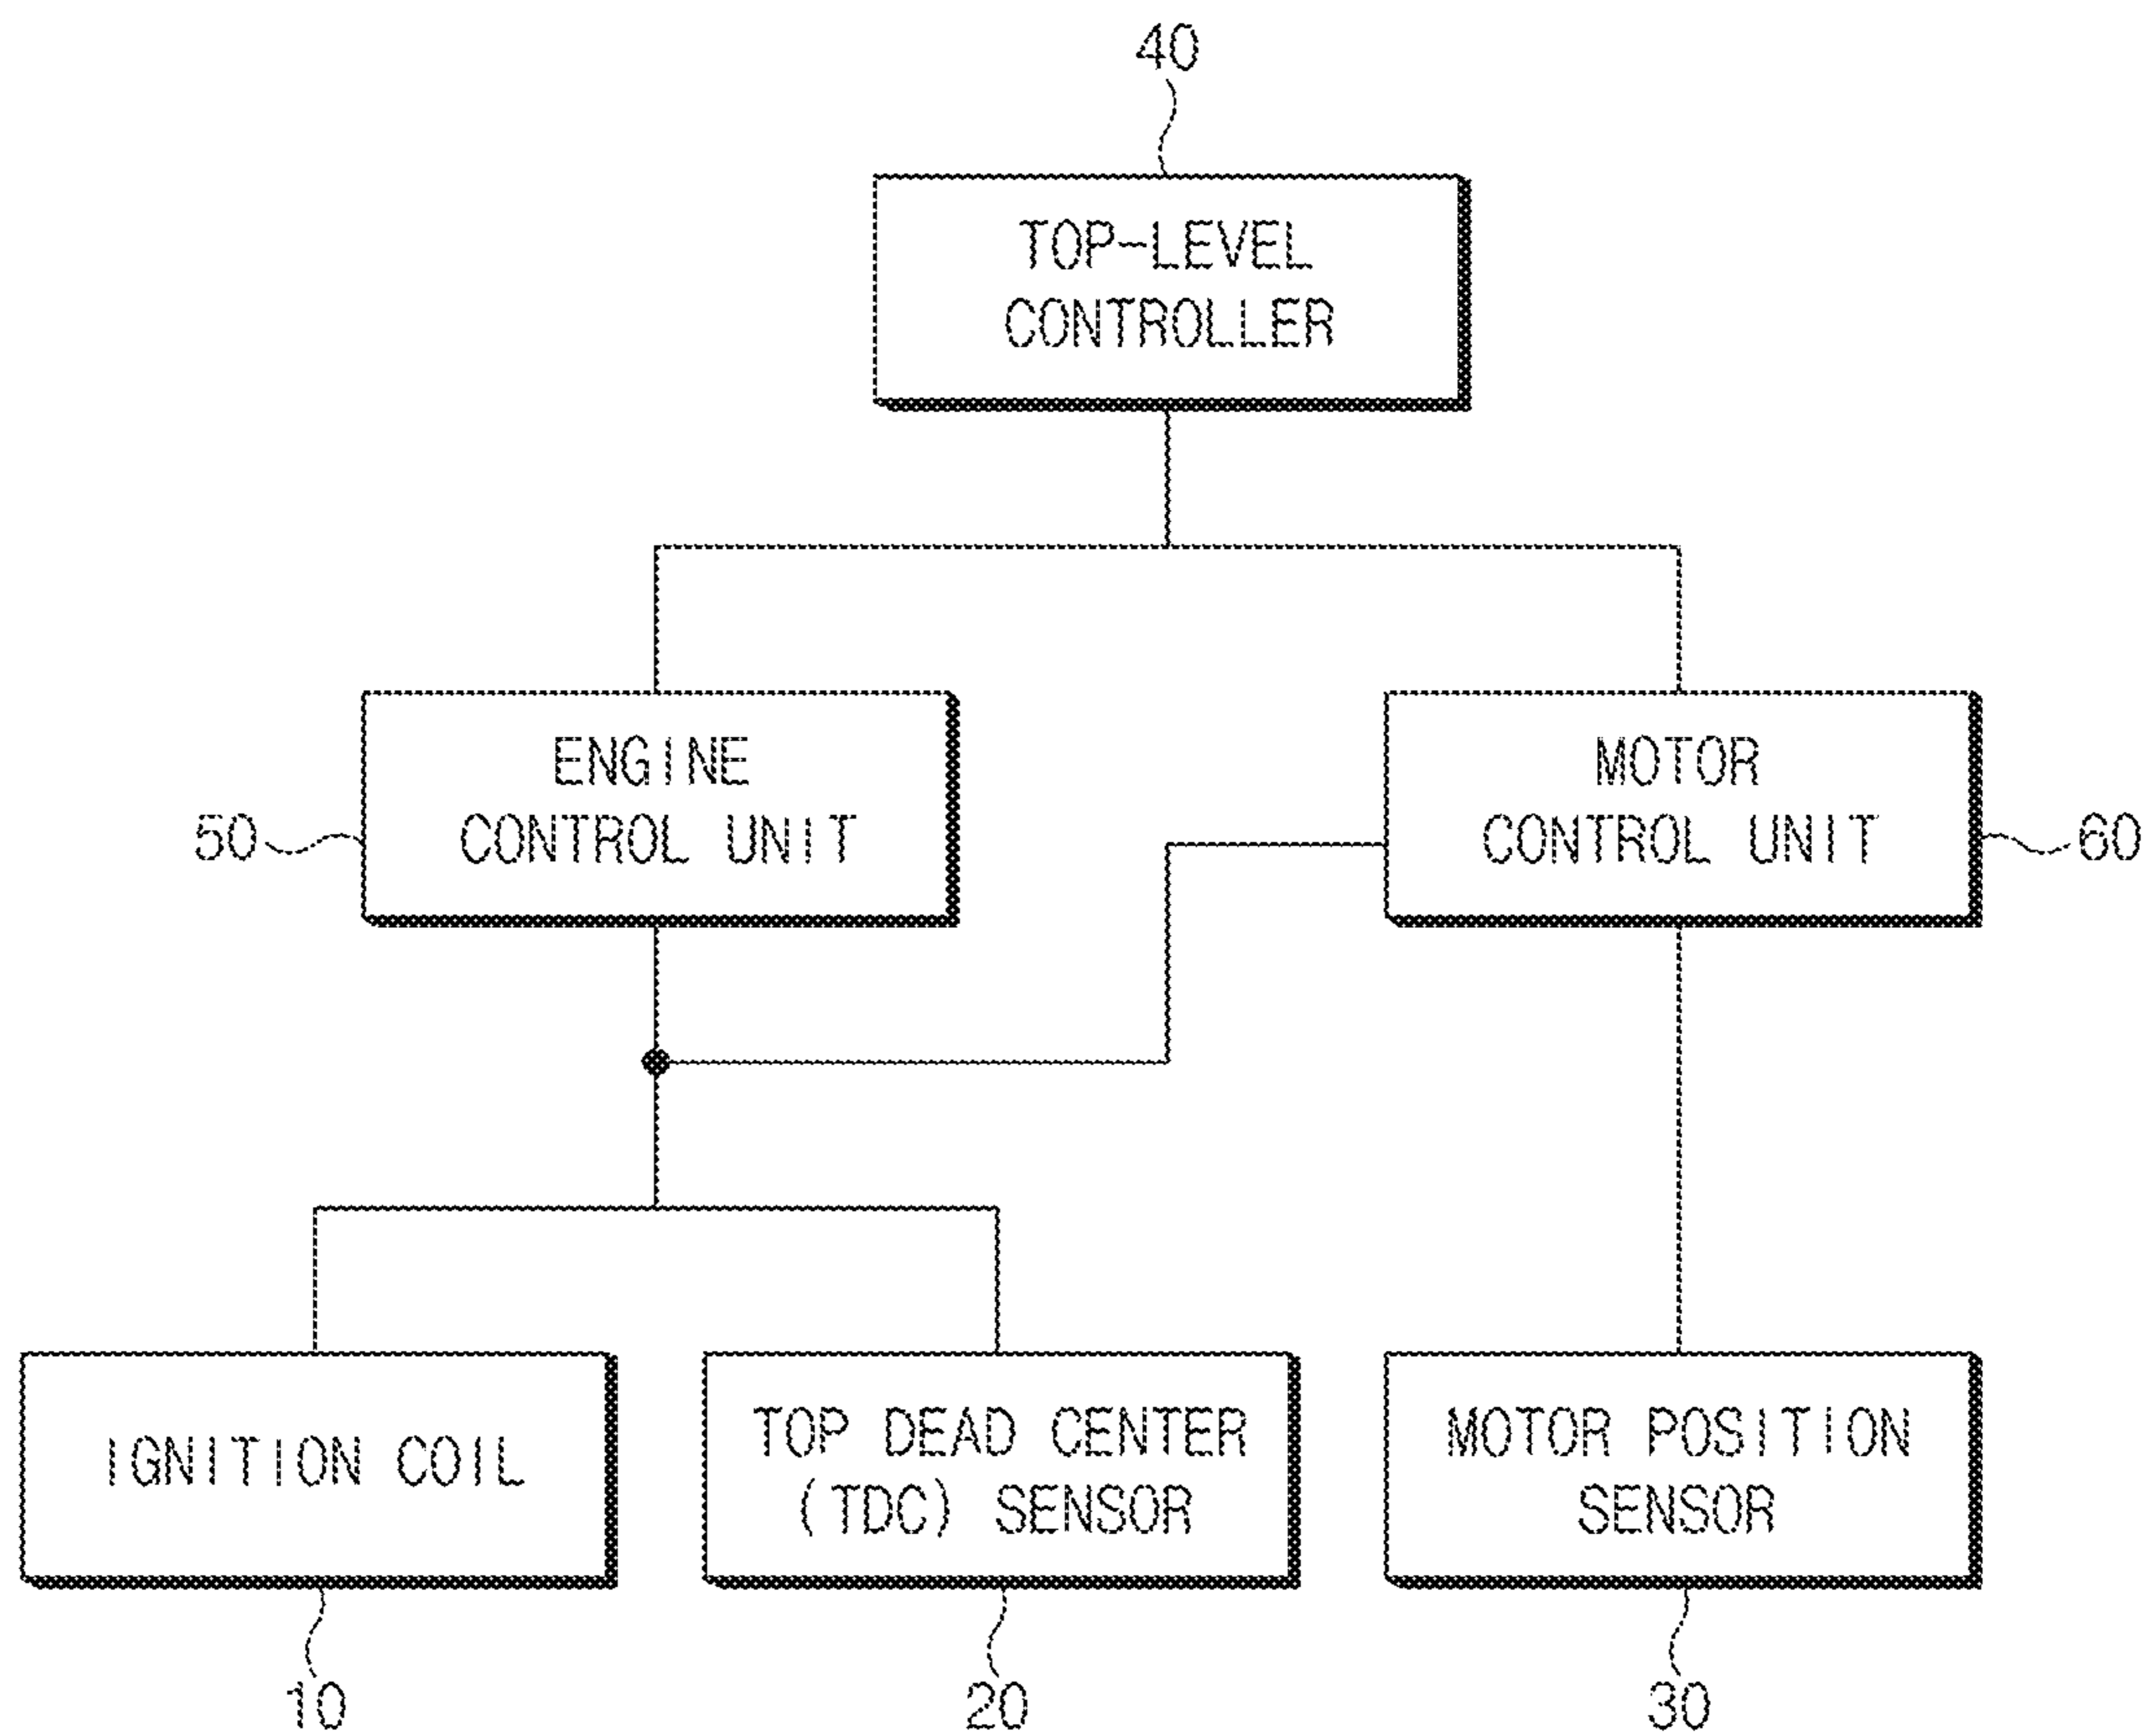 40
TOP-LEVEL
CONTROLLER
ENGINE
CONTROL UNIT
50
MOTOR
CONTROL UNIT
60
IGNITION COIL
TOP DEAD CENTER
(TDC) SENSOR
MOTOR POSITION
SENSOR
10
20
30